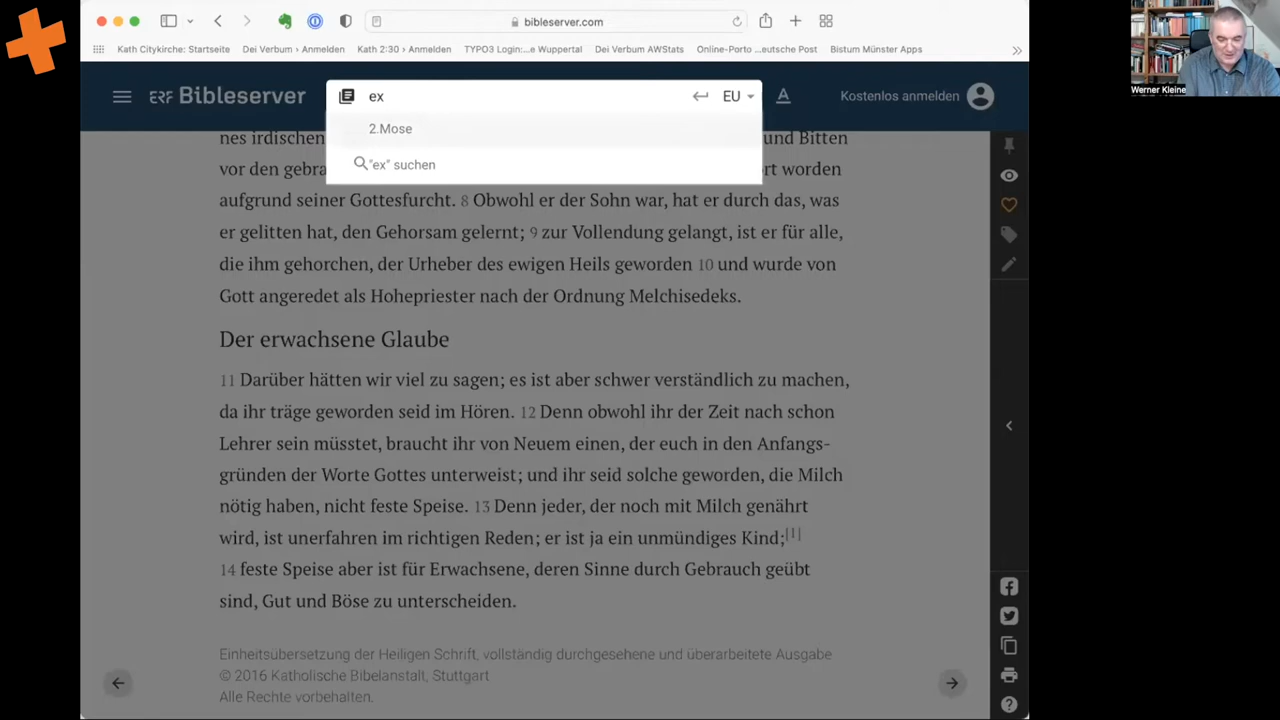 bibleserver.com
Kath Citykirche: Startseite
Dei Verbum › Anmelden
Kath 2:30 › Anmelden
TYPO3 Login:...e Wuppertal
Dei Verbum AWStats
Online-Porto ...eutsche Post
Bistum Münster Apps
Werner Kleine
ERF Bibleserver
ex
EU
Kostenlos anmelden
2.Mose
"ex" suchen
nes irdischen
und Bitten
vor den
rt worden
aufgrund seiner Gottesfurcht. 8 Obwohl er der Sohn war, hat er durch das, was
er gelitten hat, den Gehorsam gelernt; 9 zur Vollendung gelangt, ist er für alle,
die ihm gehorchen, der Urheber des ewigen Heils geworden 10 und wurde von
Gott angeredet als Hohepriester nach der Ordnung Melchisedeks.
Der erwachsene Glaube
11 Darüber hätten wir viel zu sagen; es ist aber schwer verständlich zu machen,
da ihr träge geworden seid im Hören. 12 Denn obwohl ihr der Zeit nach schon
Lehrer sein müsstet, braucht ihr von Neuem einen, der euch in den Anfangs-
gründen der Worte Gottes unterweist; und ihr seid solche geworden, die Milch
nötig haben, nicht feste Speise. 13 Denn jeder, der noch mit Milch genährt
wird, ist unerfahren im richtigen Reden; er ist ja ein unmündiges Kind;[1]
14 feste Speise aber ist für Erwachsene, deren Sinne durch Gebrauch geübt
sind, Gut und Böse zu unterscheiden.
Einheitsübersetzung der Heiligen Schrift, vollständig durchgesehene und überarbeitete Ausgabe
© 2016 Katholische Bibelanstalt, Stuttgart
Alle Rechte vorbehalten.